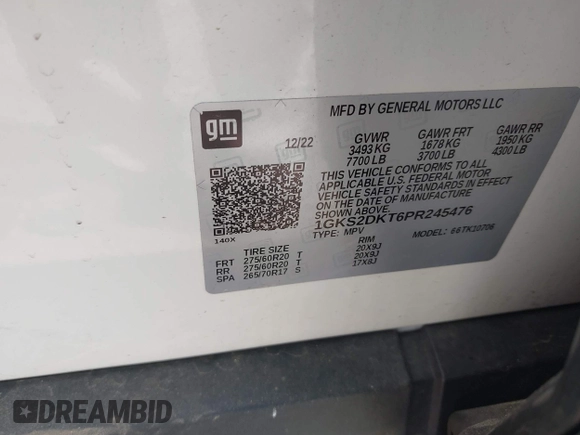 gm
MFD BY GENERAL MOTORS LLC
12/22 GVWR GAWR FRT GAWR RR
3493 KG 1678 KG 1950 KG
7700 LB 3700 LB 4300 LB
THIS VEHICLE CONFORMS TO ALL
APPLICABLE U.S. FEDERAL MOTOR
VEHICLE SAFETY STANDARDS IN EFFECT
ON THE DATE OF MANUFACTURE
SHOWN ABOVE.
1GKS2DKT6PR245476
TYPE: MPV MODEL: 66TK10706
140X
TIRE SIZE RIM
FRT 275/60R20 T 20X9J
RR 275/60R20 T 20X9J
SPA 265/70R17 S 17X8J
DREAMBID